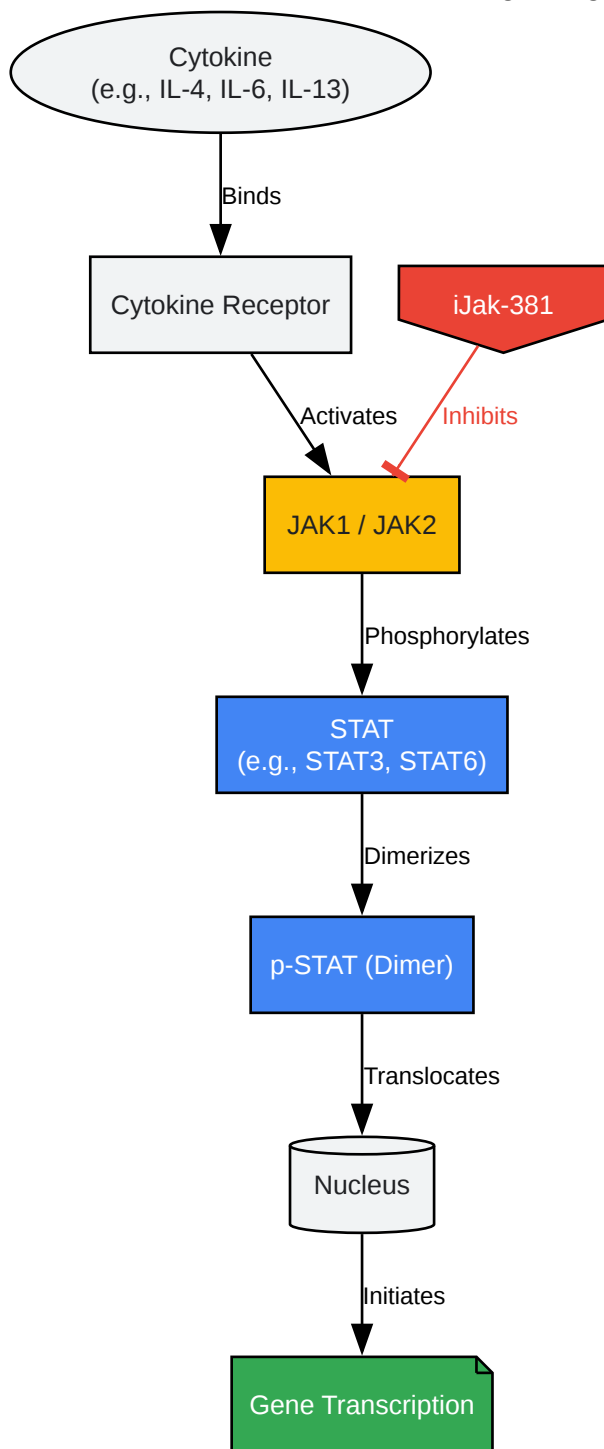 Cytokine
(e.g., IL-4, IL-6, IL-13)
Binds
Cytokine Receptor
iJak-381
Activates
Inhibits
JAK1 / JAK2
Phosphorylates
STAT
(e.g., STAT3, STAT6)
Dimerizes
p-STAT (Dimer)
Translocates
Nucleus
Initiates
Gene Transcription